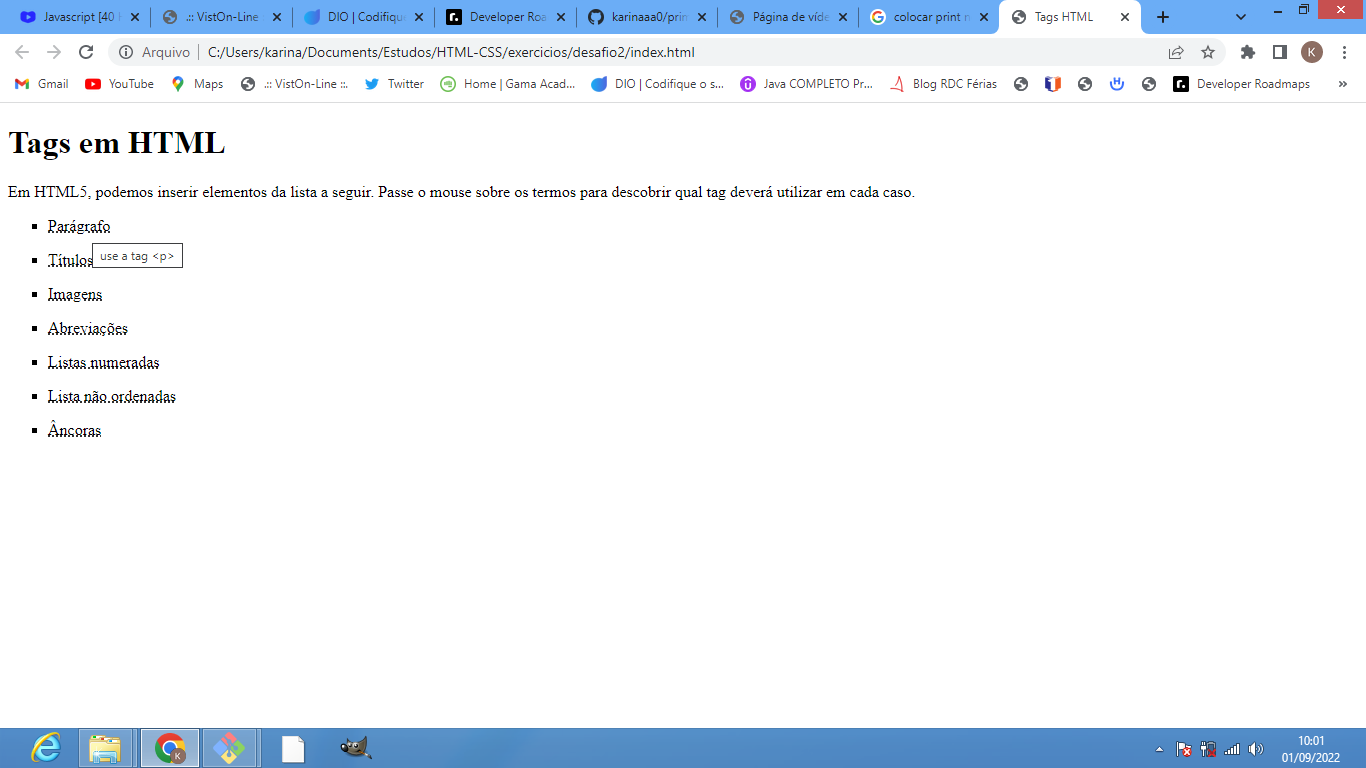 Javascript [40 H
.:: VistOn-Line
DIO | Codifique
Developer Roa
karinaaa0/prin
Página de víde
colocar print n
Tags HTML
Arquivo
C:/Users/karina/Documents/Estudos/HTML-CSS/exercicios/desafio2/index.html
K
Gmail
YouTube
Maps
.:: VistOn-Line ::.
Twitter
Home | Gama Acad...
DIO | Codifique o s...
Java COMPLETO Pr...
Blog RDC Férias
Developer Roadmaps
»
Tags em HTML
Em HTML5, podemos inserir elementos da lista a seguir. Passe o mouse sobre os termos para descobrir qual tag deverá utilizar em cada caso.
Parágrafo
use a tag <p>
Títulos
Imagens
Abreviações
Listas numeradas
Lista não ordenadas
Âncoras
K
10:01
01/09/2022